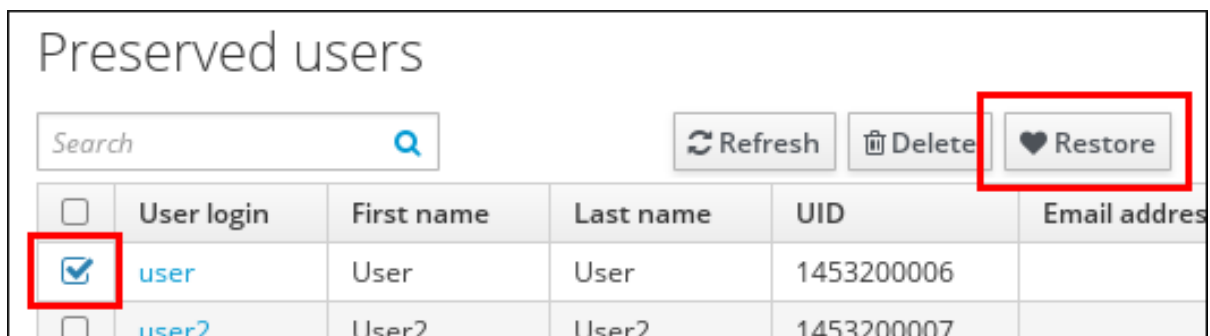 Preserved users
Search Refresh Delete Restore
User login First name Last name UID Email addres
user User User 1453200006
user2 User2 User2 1453200007